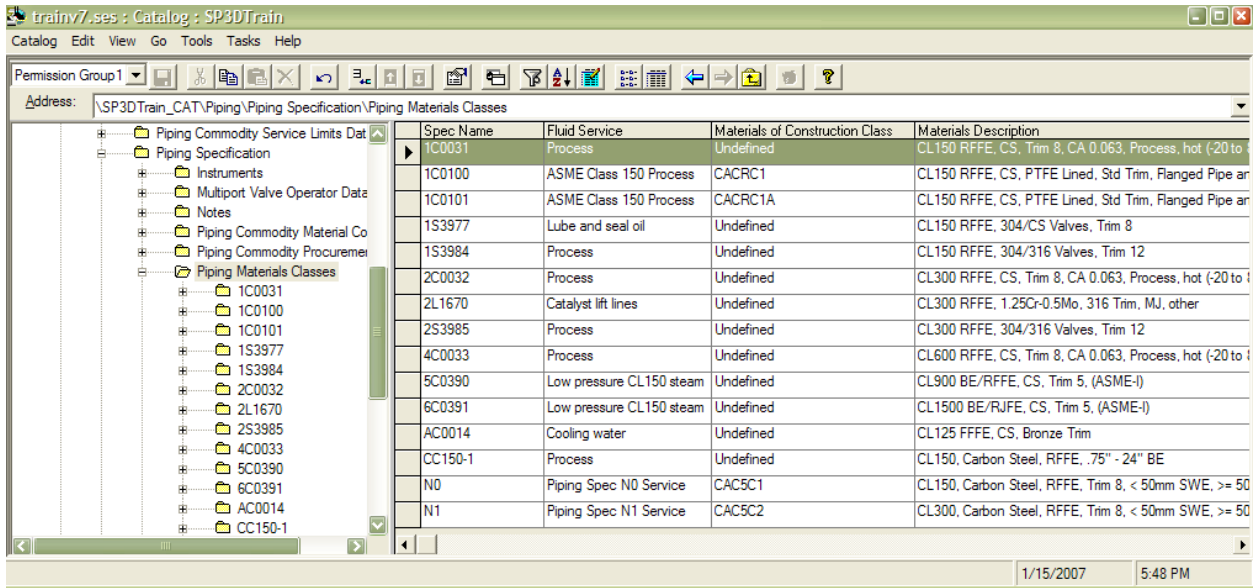 trainv7.ses : Catalog : SP3DTrain
Catalog Edit View Go Tools Tasks Help
Permission Group1
Address: \SP3DTrain_CAT\Piping\Piping Specification\Piping Materials Classes
Piping Commodity Service Limits Dat
Piping Specification
Instruments
Multiport Valve Operator Data
Notes
Piping Commodity Material Co
Piping Commodity Procuremer
Piping Materials Classes
1C0031
1C0100
1C0101
1S3977
1S3984
2C0032
2L1670
2S3985
4C0033
5C0390
6C0391
AC0014
CC150-1
Spec Name Fluid Service Materials of Construction Class Materials Description
1C0031 Process Undefined CL150 RFFE, CS, Trim 8, CA 0.063, Process, hot (-20 to
1C0100 ASME Class 150 Process CACRC1 CL150 RFFE, CS, PTFE Lined, Std Trim, Flanged Pipe an
1C0101 ASME Class 150 Process CACRC1A CL150 RFFE, CS, PTFE Lined, Std Trim, Flanged Pipe an
1S3977 Lube and seal oil Undefined CL150 RFFE, 304/CS Valves, Trim 8
1S3984 Process Undefined CL150 RFFE, 304/316 Valves, Trim 12
2C0032 Process Undefined CL300 RFFE, CS, Trim 8, CA 0.063, Process, hot (-20 to
2L1670 Catalyst lift lines Undefined CL300 RFFE, 1.25Cr-0.5Mo, 316 Trim, MJ, other
2S3985 Process Undefined CL300 RFFE, 304/316 Valves, Trim 12
4C0033 Process Undefined CL600 RFFE, CS, Trim 8, CA 0.063, Process, hot (-20 to
5C0390 Low pressure CL150 steam Undefined CL900 BE/RFFE, CS, Trim 5, (ASME-I)
6C0391 Low pressure CL150 steam Undefined CL1500 BE/RJFE, CS, Trim 5, (ASME-I)
AC0014 Cooling water Undefined CL125 FFFE, CS, Bronze Trim
CC150-1 Process Undefined CL150, Carbon Steel, RFFE, .75" - 24" BE
N0 Piping Spec N0 Service CAC5C1 CL150, Carbon Steel, RFFE, Trim 8, < 50mm SWE, >= 50
N1 Piping Spec N1 Service CAC5C2 CL300, Carbon Steel, RFFE, Trim 8, < 50mm SWE, >= 50
1/15/2007 5:48 PM